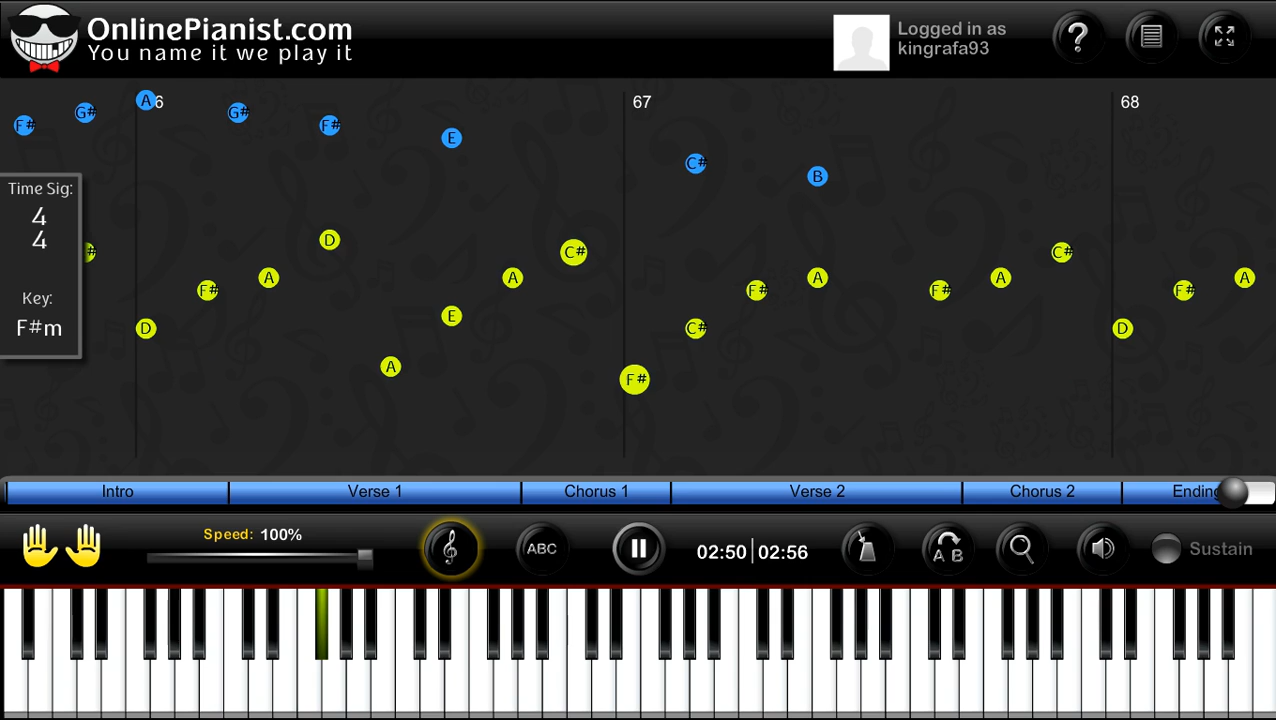 OnlinePianist.com
You name it we play it
Logged in as
kingrafa93
?
6 67 68
A
F# G# G# F# E
C# B
Time Sig:
4
4
Key:
F#m
D
# C# C#
A A A A A
F# F# F# F#
E
D C# D
A
F#
Intro Verse 1 Chorus 1 Verse 2 Chorus 2 Ending
Speed: 100%
ABC 02:50|02:56 A B Sustain